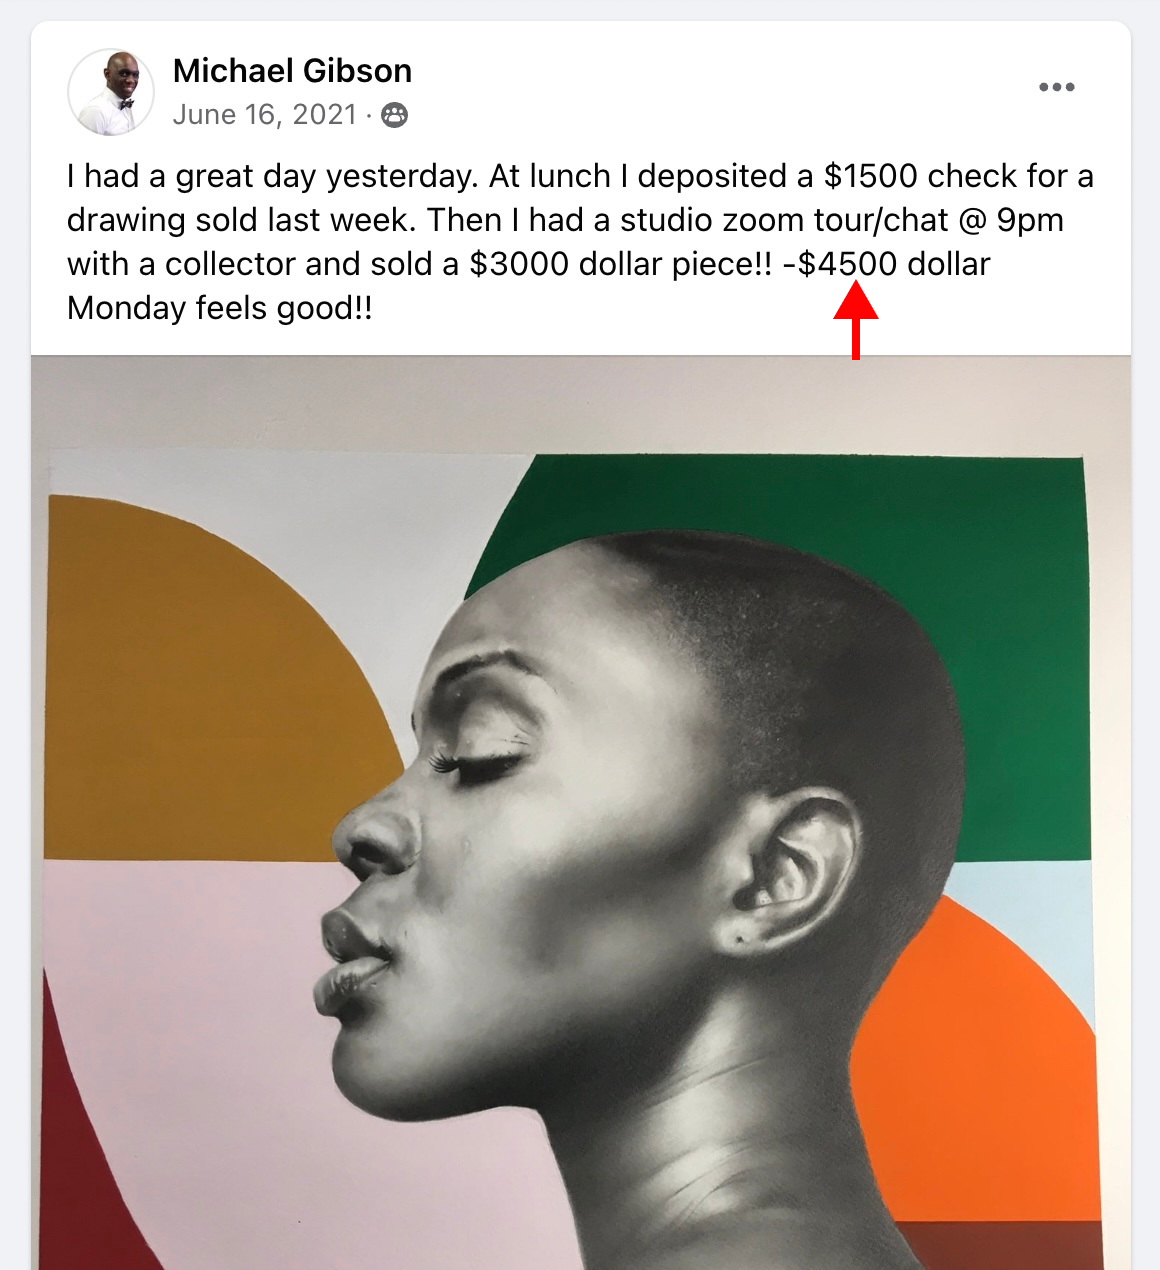 Michael Gibson
June 16, 2021 ·
I had a great day yesterday. At lunch I deposited a $1500 check for a
drawing sold last week. Then I had a studio zoom tour/chat @ 9pm
with a collector and sold a $3000 dollar piece!! -$4500 dollar
Monday feels good!!